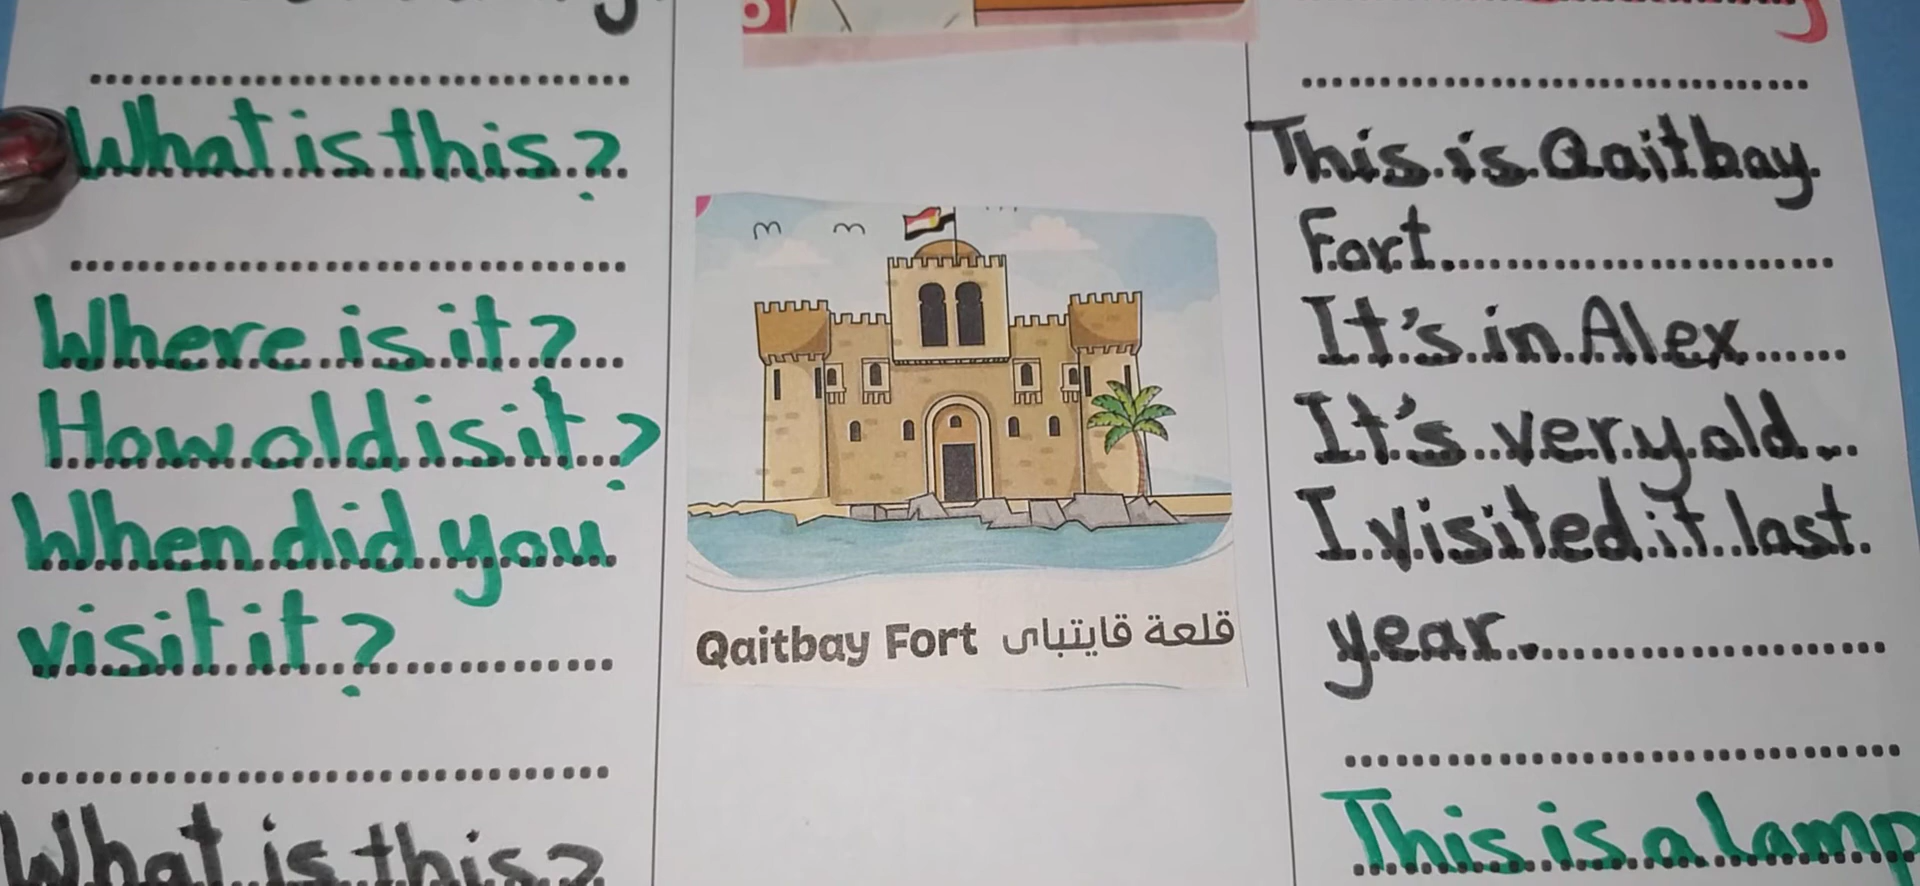 What is this?
Where is it?
How old is it?
When did you
visit it?
What is this?
Qaitbay Fort قلعة قايتباى
This is Qaitbay
Fort.
It's in Alex
It's very old.
I visited it last
year.
This is a lamp